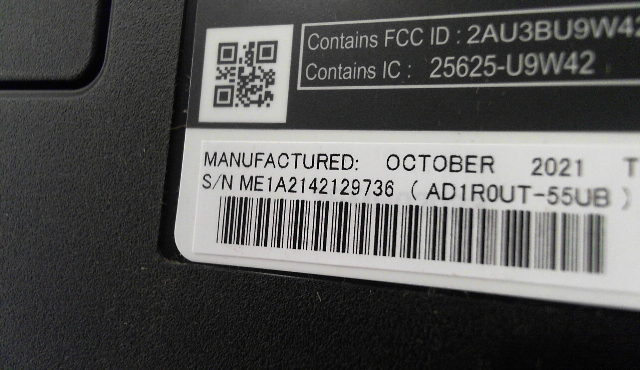 Contains FCC ID : 2AU3BU9W42
Contains IC : 25625-U9W42
MANUFACTURED: OCTOBER 2021 T
S/N ME1A2142129736 ( AD1R0UT-55UB )